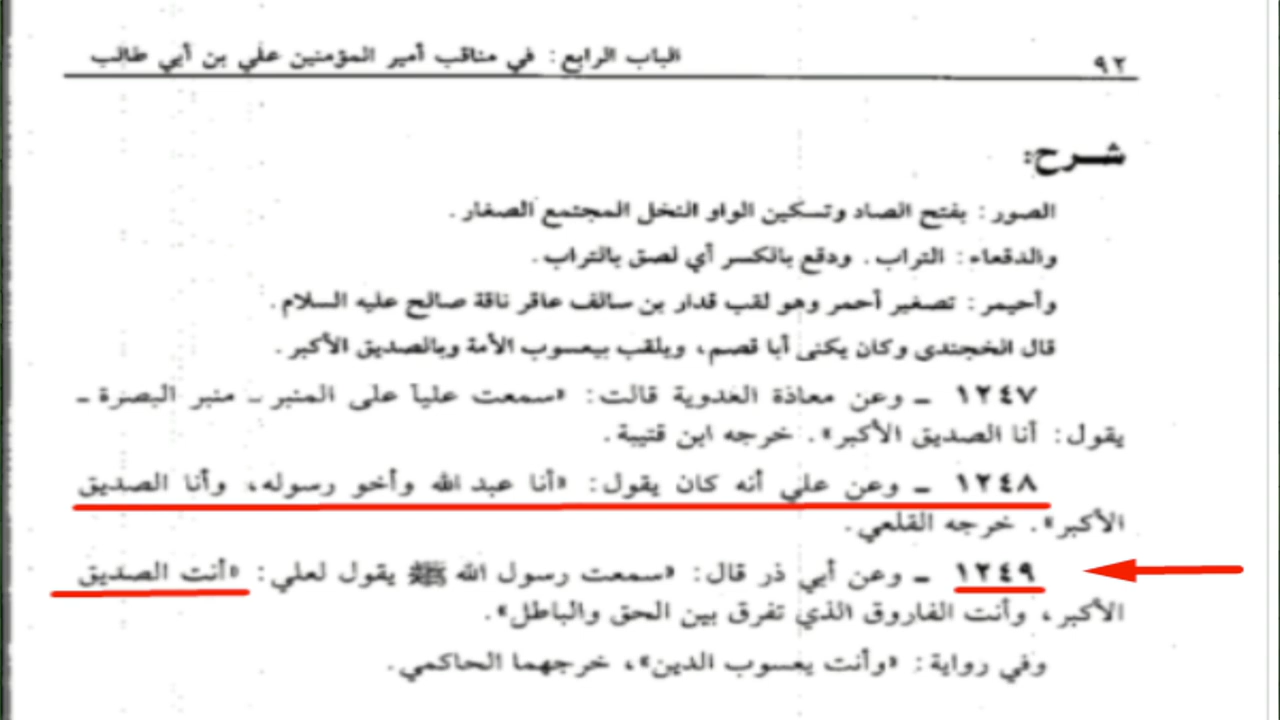 ٩٢
الباب الرابع: في مناقب أمير المؤمنين علي بن أبي طالب
شـرح:
الصور: بفتح الصاد وتسكين الواو النخل المجتمع الصغار.
والدقعاء: التراب. ودقع بالكسر أي لصق بالتراب.
وأحيمر: تصغير أحمر وهو لقب قدار بن سالف عاقر ناقة صالح عليه السلام.
قال الخجندى وكان يكنى أبا قصم، ويلقب بيعسوب الأمة وبالصديق الأكبر.
١٢٤٧ ـ وعن معاذة العدوية قالت: «سمعت علياً على المنبر ـ منبر البصرة ـ
يقول: أنا الصديق الأكبر». خرجه ابن قتيبة.
١٢٤٨ ـ وعن علي أنه كان يقول: «أنا عبد الله وأخو رسوله، وأنا الصديق
الأكبر». خرجه القلعي.
١٢٤٩ ـ وعن أبي ذر قال: «سمعت رسول الله ﷺ يقول لعلي: «أنت الصديق
الأكبر، وأنت الفاروق الذي تفرق بين الحق والباطل».
وفي رواية: «وأنت يعسوب الدين»، خرجهما الحاكمي.